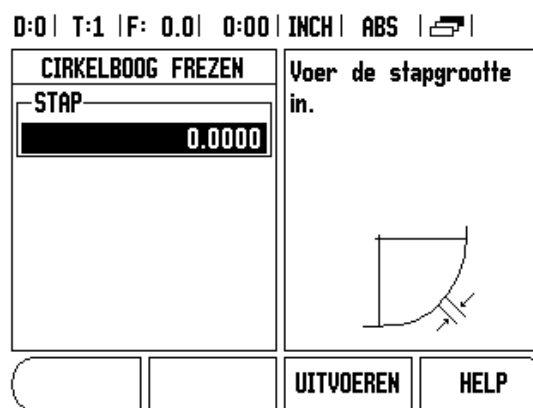 D:0| T:1 |F: 0.0| 0:00|INCH| ABS |
CIRKELBOOG FREZEN
STAP
0.0000
Voer de stapgrootte
in.
UITVOEREN
HELP